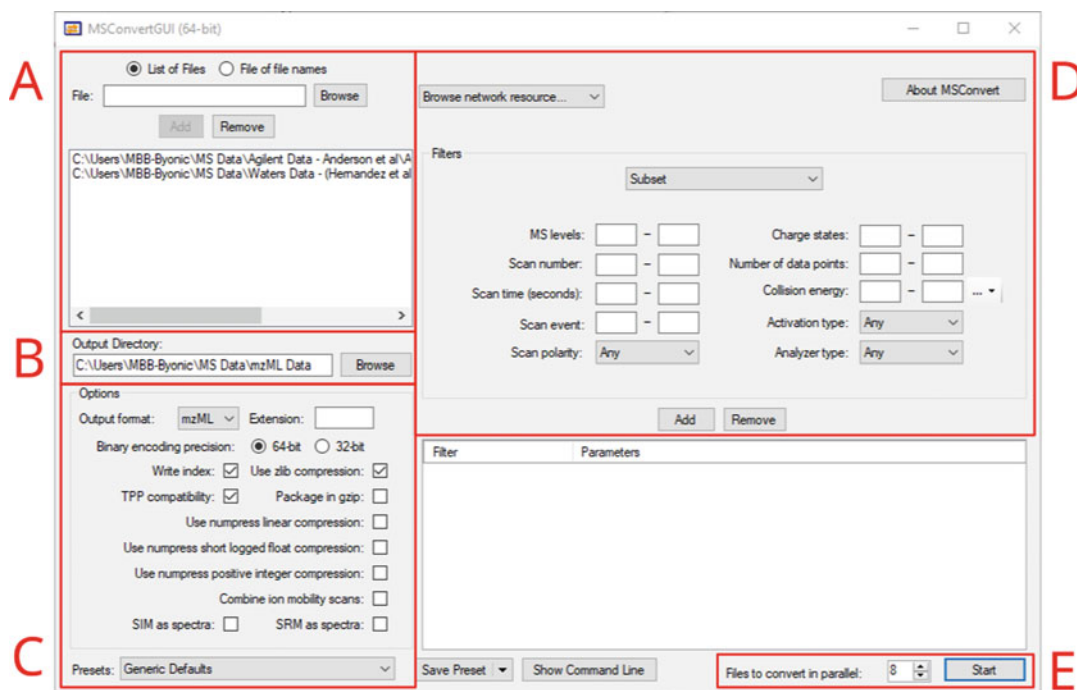 MSConvertGUI (64-bit)
A
List of Files File of file names
File: Browse
Add Remove
C:\Users\MBB-Byonic\MS Data\Agilent Data - Anderson et al\A
C:\Users\MBB-Byonic\MS Data\Waters Data - (Hernandez et al
B
Output Directory:
C:\Users\MBB-Byonic\MS Data\mzML Data Browse
C
Options
Output format: mzML Extension:
Binary encoding precision: 64-bit 32-bit
Write index: Use zlib compression:
TPP compatibility: Package in gzip:
Use numpress linear compression:
Use numpress short logged float compression:
Use numpress positive integer compression:
Combine ion mobility scans:
SIM as spectra: SRM as spectra:
Presets: Generic Defaults
D
Browse network resource... About MSConvert
Filters
Subset
MS levels: - Charge states: -
Scan number: - Number of data points: -
Scan time (seconds): - Collision energy: - ...
Scan event: - Activation type: Any
Scan polarity: Any Analyzer type: Any
Add Remove
Filter Parameters
Save Preset Show Command Line
E
Files to convert in parallel: 8 Start